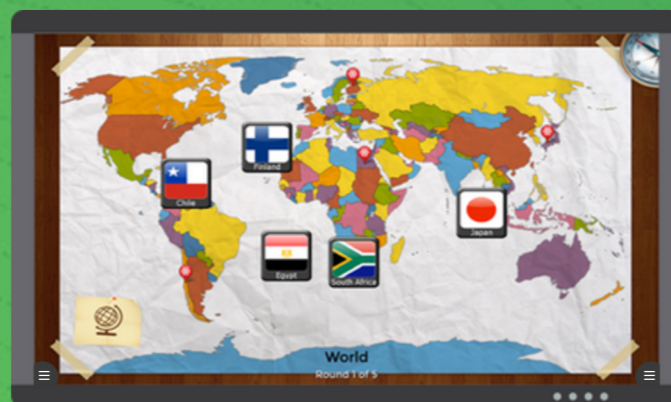 Finland
Chile
Japan
Egypt
South Africa
World
Round 1 of 5